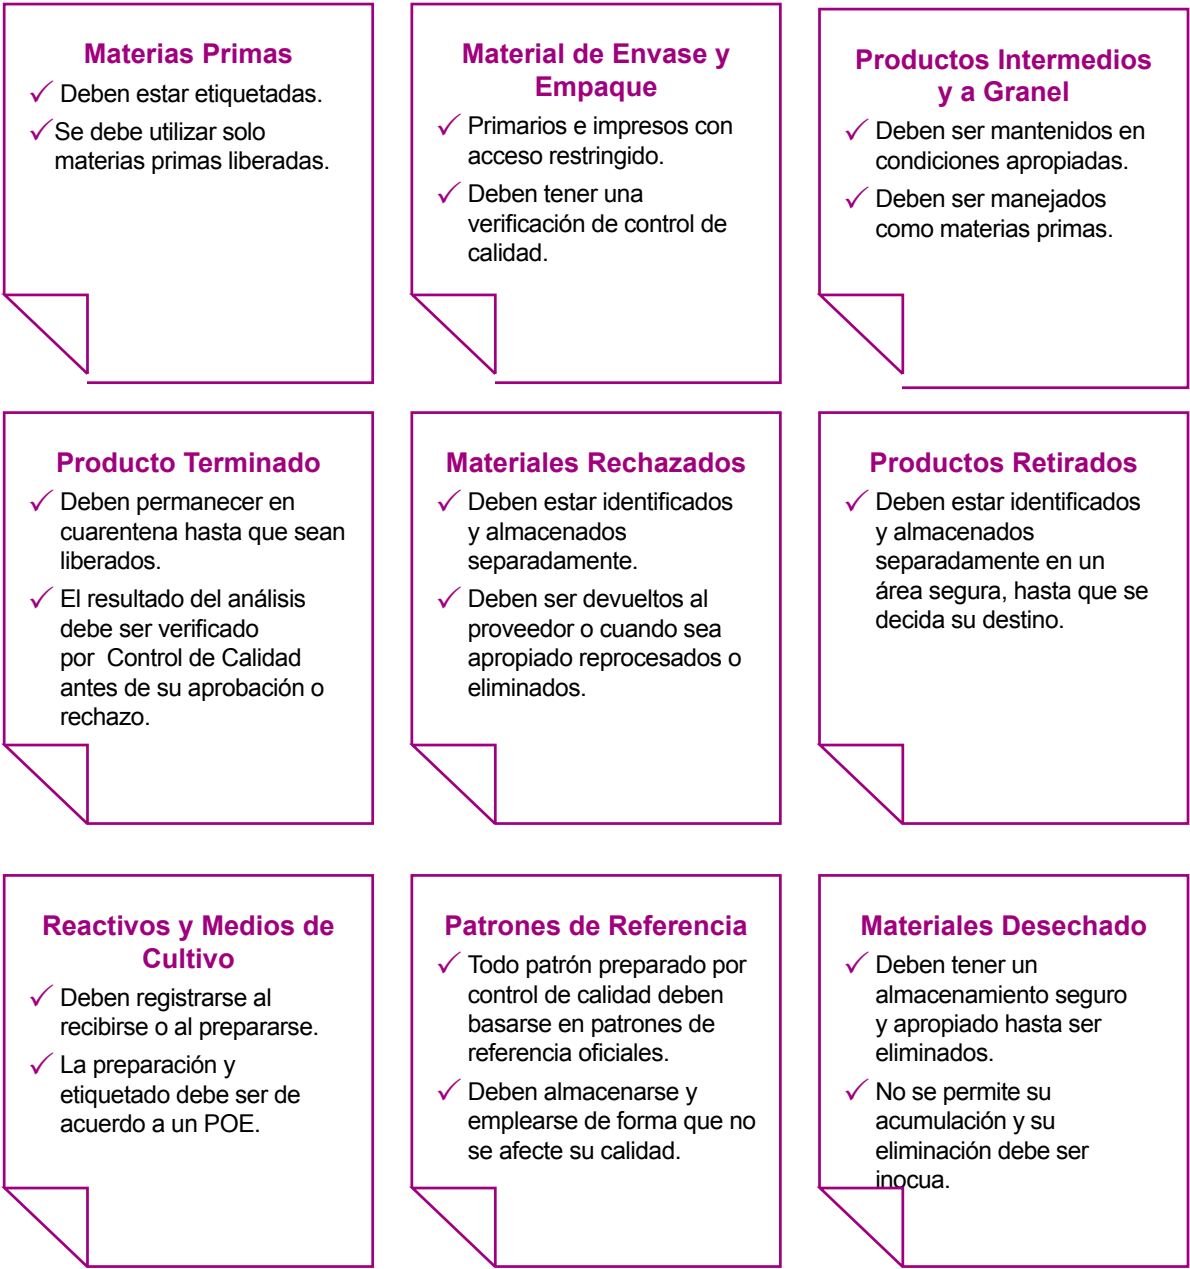 Materias Primas
✓ Deben estar etiquetadas.
✓ Se debe utilizar solo
materias primas liberadas.
Material de Envase y
Empaque
✓ Primarios e impresos con
acceso restringido.
✓ Deben tener una
verificación de control de
calidad.
Productos Intermedios
y a Granel
✓ Deben ser mantenidos en
condiciones apropiadas.
✓ Deben ser manejados
como materias primas.
Producto Terminado
✓ Deben permanecer en
cuarentena hasta que sean
liberados.
✓ El resultado del análisis
debe ser verificado
por Control de Calidad
antes de su aprobación o
rechazo.
Materiales Rechazados
✓ Deben estar identificados
y almacenados
separadamente.
✓ Deben ser devueltos al
proveedor o cuando sea
apropiado reprocesados o
eliminados.
Productos Retirados
✓ Deben estar identificados
y almacenados
separadamente en un
área segura, hasta que se
decida su destino.
Reactivos y Medios de
Cultivo
✓ Deben registrarse al
recibirse o al prepararse.
✓ La preparación y
etiquetado debe ser de
acuerdo a un POE.
Patrones de Referencia
✓ Todo patrón preparado por
control de calidad deben
basarse en patrones de
referencia oficiales.
✓ Deben almacenarse y
emplearse de forma que no
se afecte su calidad.
Materiales Desechado
✓ Deben tener un
almacenamiento seguro
y apropiado hasta ser
eliminados.
✓ No se permite su
acumulación y su
eliminación debe ser
inocua.